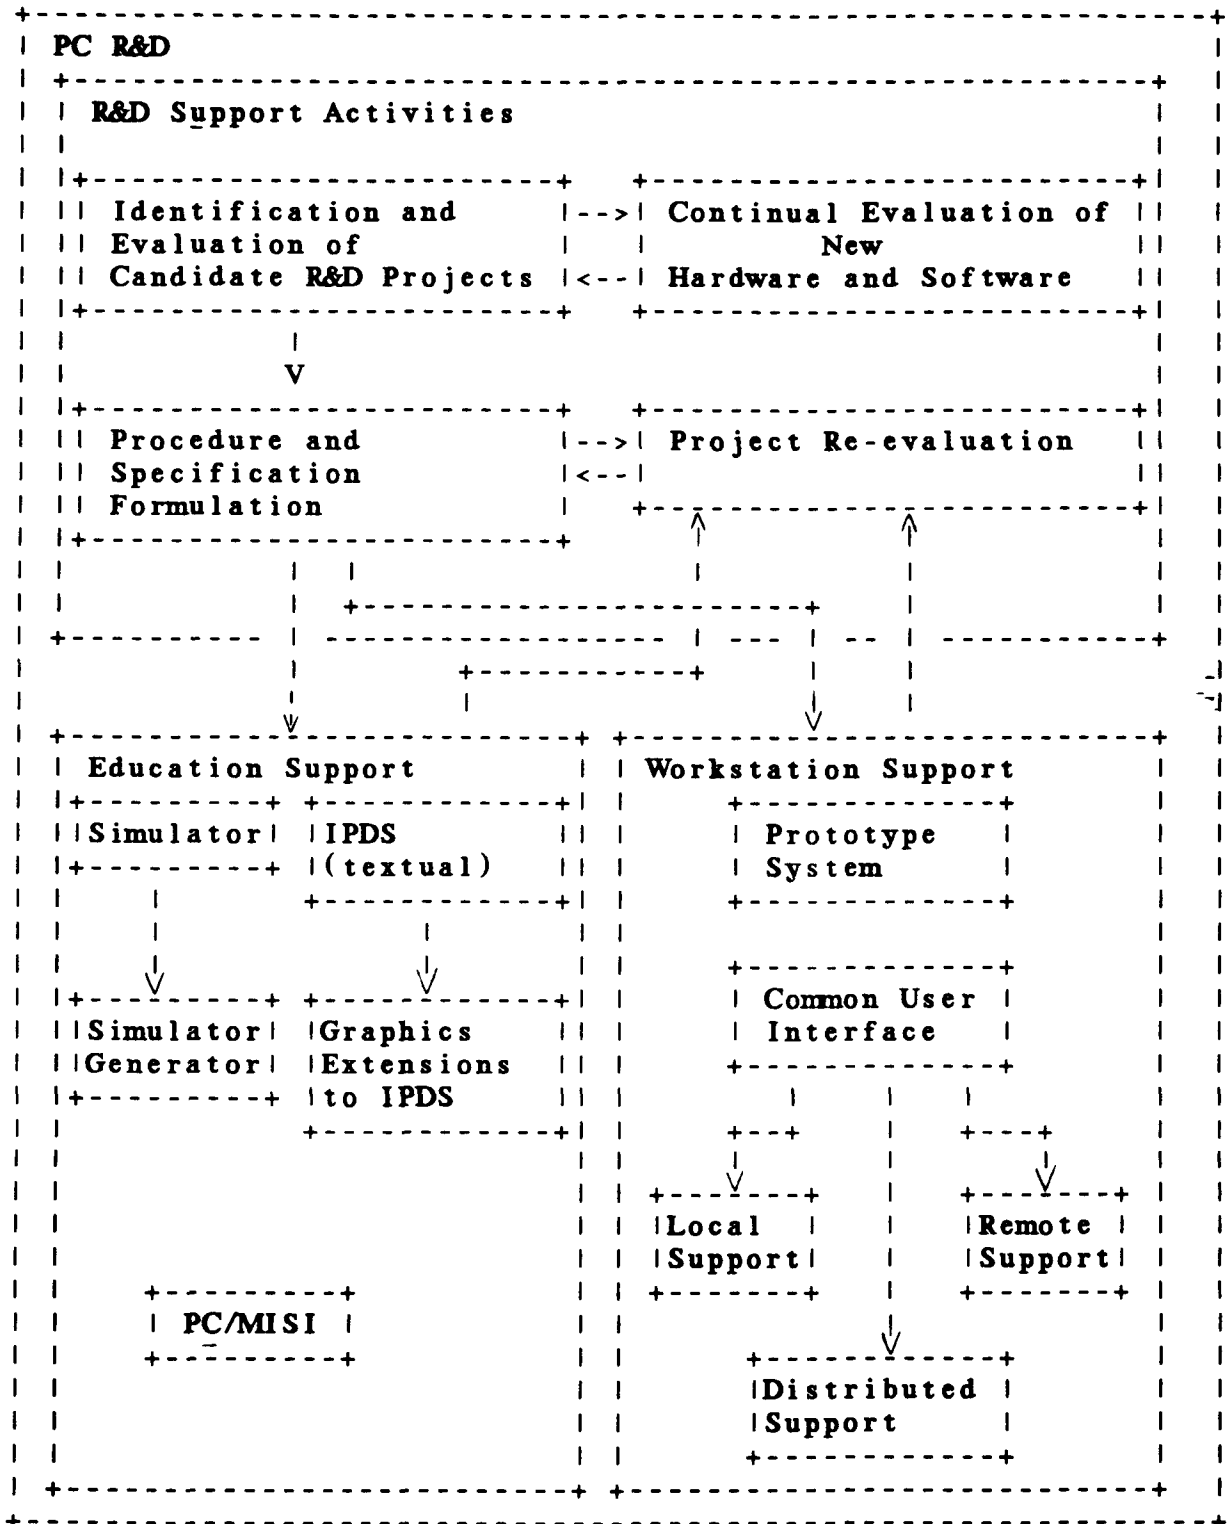 PC R&D
R&D Support Activities
Identification and
Evaluation of
Candidate R&D Projects
Continual Evaluation of
New
Hardware and Software
Procedure and
Specification
Formulation
Project Re-evaluation
Education Support
Simulator
IPDS
(textual)
Simulator
Generator
Graphics
Extensions
to IPDS
PC/MISI
Workstation Support
Prototype
System
Common User
Interface
Local
Support
Remote
Support
Distributed
Support